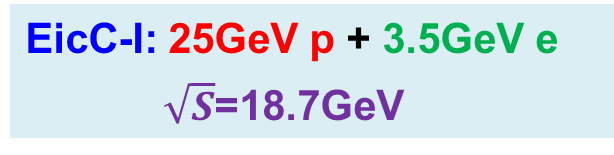 EicC-I: 25GeV p + 3.5GeV e
√s=18.7GeV